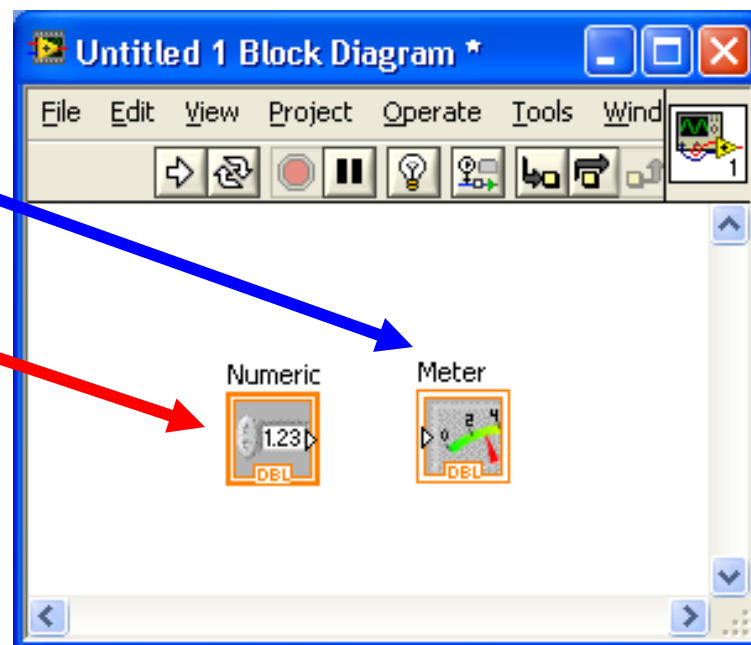 Untitled 1 Block Diagram *
File Edit View Project Operate Tools Wind
1
Numeric Meter
1.23 0 2 4
DBL DBL